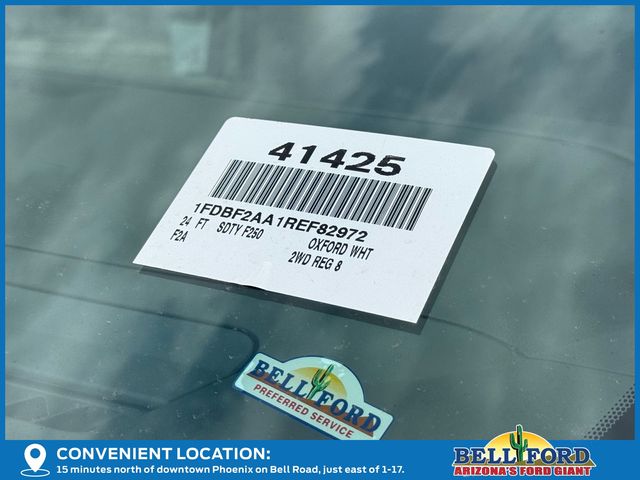 41425
1FDBF2AA1REF82972
24 FT SDTY F250 OXFORD WHT
F2A 2WD REG 8
BELL FORD
PREFERRED SERVICE
CONVENIENT LOCATION:
15 minutes north of downtown Phoenix on Bell Road, just east of 1-17.
BELL FORD
ARIZONA'S FORD GIANT